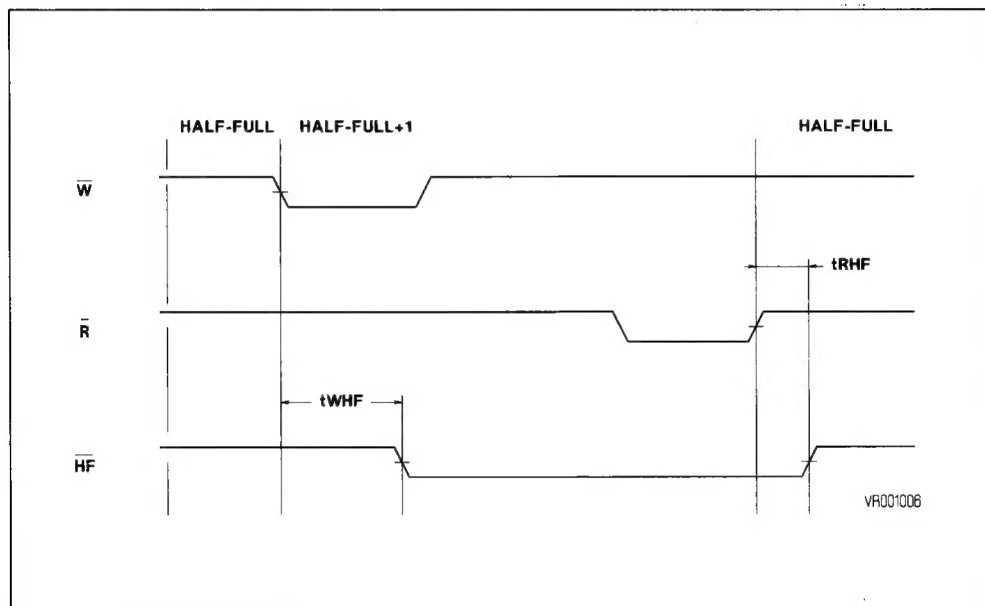 HALF-FULL HALF-FULL+1 HALF-FULL
W̅
tRHF
R̅
tWHF
H̅F̅
VR001006